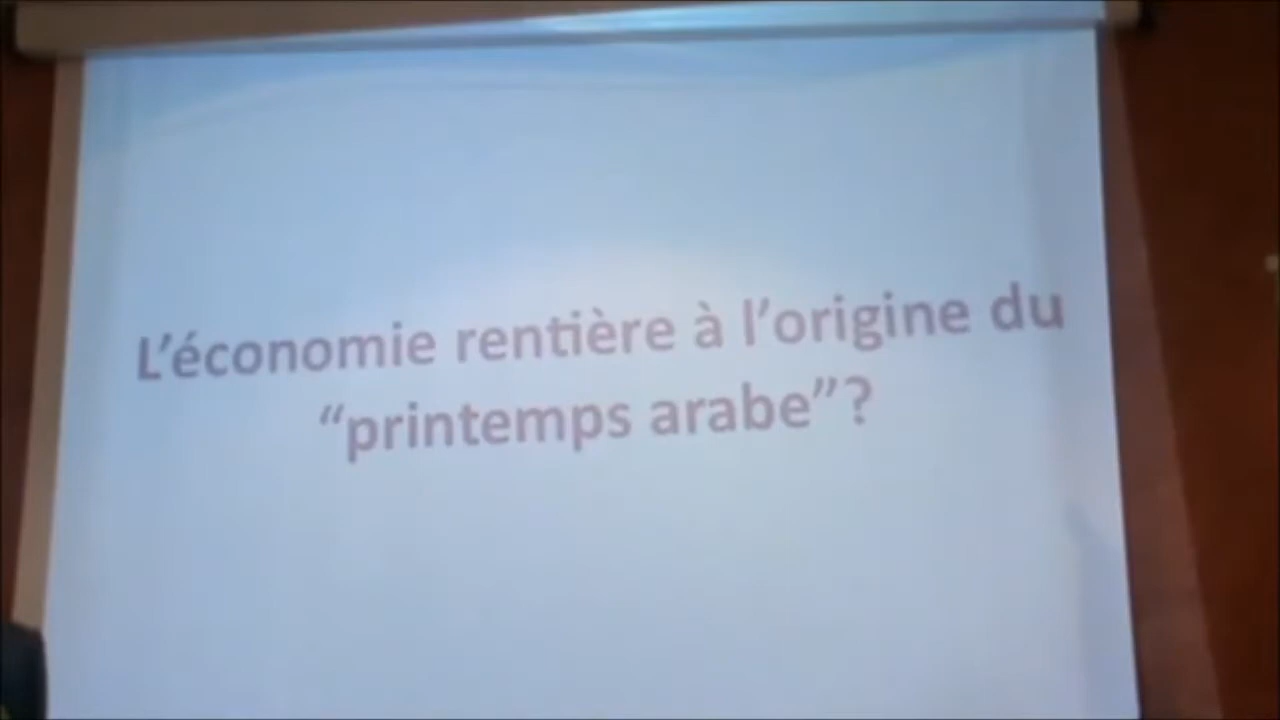 L’économie rentière à l’origine du
“printemps arabe”?